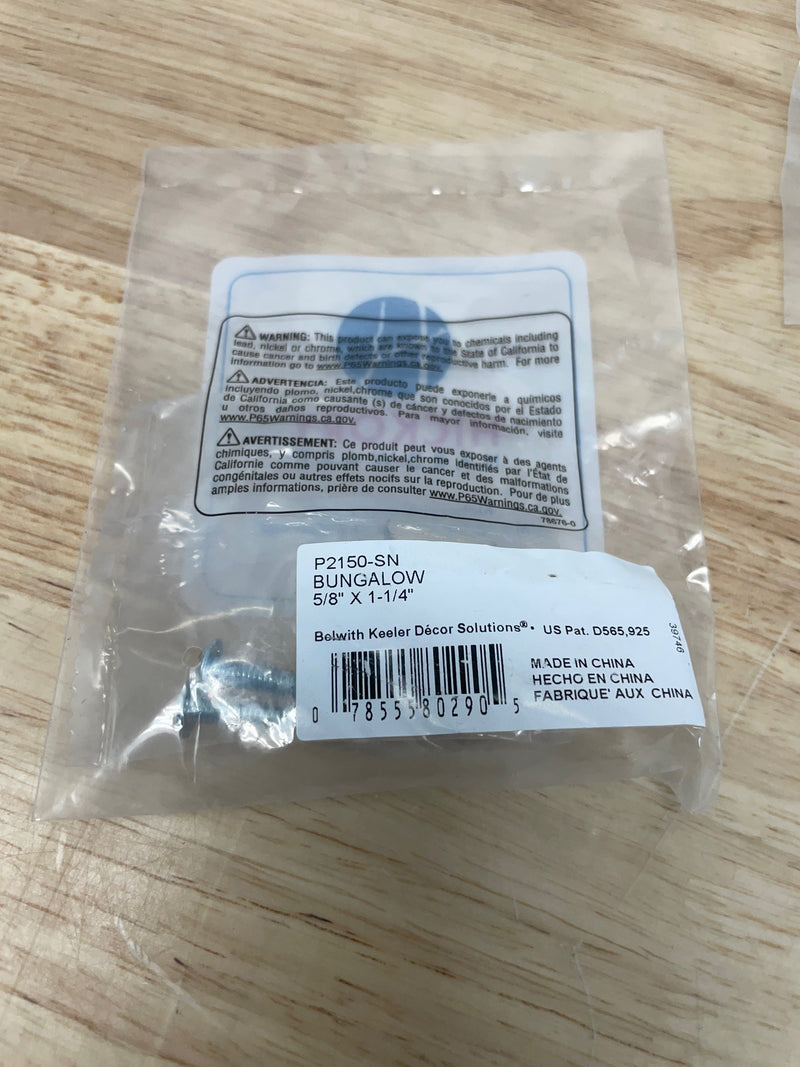 ⚠ WARNING: This product can expose you to chemicals including
lead, nickel or chrome, which are known to the State of California to
cause cancer and birth defects or other reproductive harm. For more
information go to www.P65Warnings.ca.gov.
⚠ ADVERTENCIA: Este producto puede exponerle a químicos
incluyendo plomo, nickel,chrome que son conocidos por el Estado
de California como causante (s) de cáncer y defectos de nacimiento
u otros daños reproductivos. Para mayor información, visite
www.P65Warnings.ca.gov.
⚠ AVERTISSEMENT: Ce produit peut vous exposer à des agents
chimiques, y compris plomb,nickel,chrome identifiés par l'État de
Californie comme pouvant causer le cancer et des malformations
congénitales ou autres effets nocifs sur la reproduction. Pour de plus
amples informations, prière de consulter www.P65Warnings.ca.gov.
78676-0
P2150-SN
BUNGALOW
5/8" X 1-1/4"
Belwith Keeler Décor Solutions®• US Pat. D565,925
39746
MADE IN CHINA
HECHO EN CHINA
FABRIQUE' AUX CHINA
0 78555 80290 5